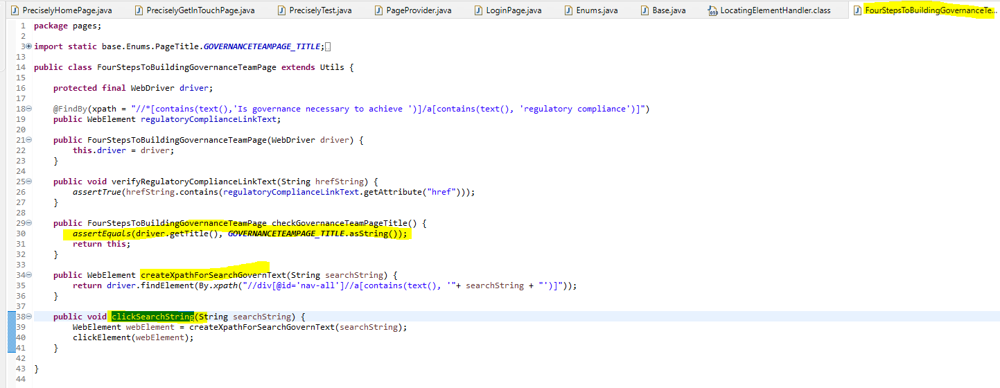 PreciselyHomePage.java PreciselyGetInTouchPage.java PreciselyTest.java PageProvider.java LoginPage.java Enums.java Base.java LocatingElementHandler.class FourStepsToBuildingGovernanceTe...
1 package pages;
2
3 import static base.Enums.PageTitle.GOVERNANCETEAMPAGE_TITLE;
13
14 public class FourStepsToBuildingGovernanceTeamPage extends Utils {
15
16 protected final WebDriver driver;
17
18 @FindBy(xpath = "//*[contains(text(),'Is governance necessary to achieve ')]/a[contains(text(), 'regulatory compliance')]")
19 public WebElement regulatoryComplianceLinkText;
20
21 public FourStepsToBuildingGovernanceTeamPage(WebDriver driver) {
22 this.driver = driver;
23 }
24
25 public void verifyRegulatoryComplianceLinkText(String hrefString) {
26 assertTrue(hrefString.contains(regulatoryComplianceLinkText.getAttribute("href")));
27 }
28
29 public FourStepsToBuildingGovernanceTeamPage checkGovernanceTeamPageTitle() {
30 assertEquals(driver.getTitle(), GOVERNANCETEAMPAGE_TITLE.asString());
31 return this;
32 }
33
34 public WebElement createXpathForSearchGovernText(String searchString) {
35 return driver.findElement(By.xpath("//div[@id='nav-all']//a[contains(text(), '"+ searchString + "')]"));
36 }
37
38 public void clickSearchString(String searchString) {
39 WebElement webElement = createXpathForSearchGovernText(searchString);
40 clickElement(webElement);
41 }
42
43 }
44